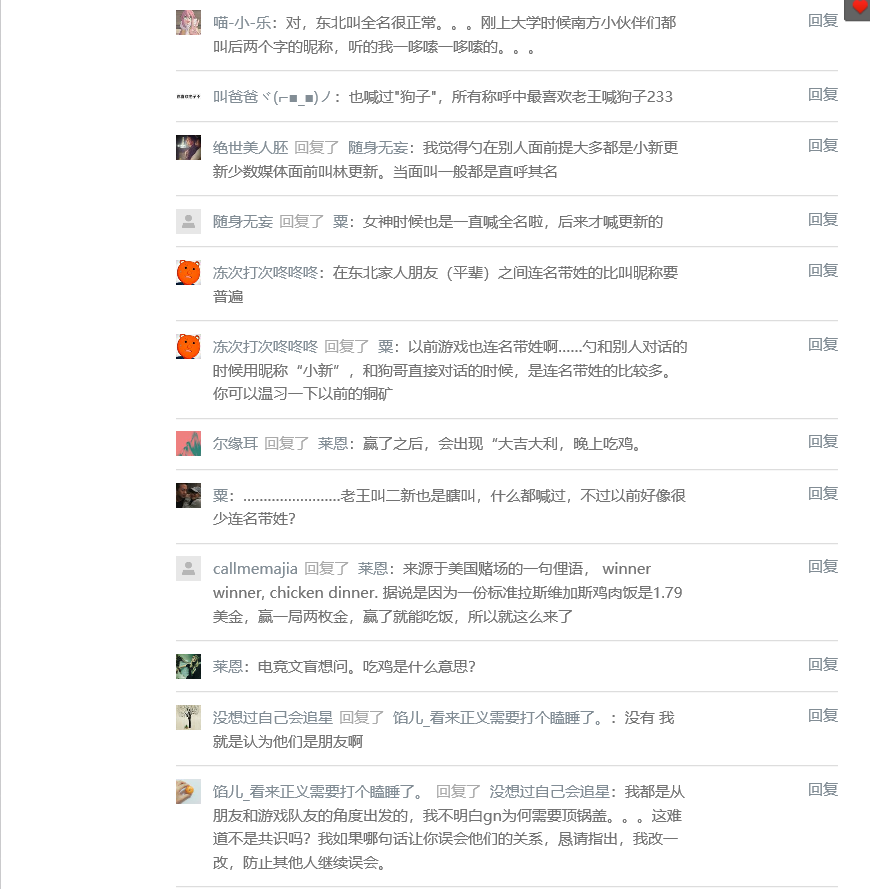 喵-小-乐：对，东北叫全名很正常。。。刚上大学时候南方小伙伴们都 回复
叫后两个字的昵称，听的我一哆嗦一哆嗦的。。。
叫爸爸ヾ(⌐■_■)ノ：也喊过"狗子"，所有称呼中最喜欢老王喊狗子233 回复
绝世美人胚 回复了 随身无妄：我觉得勺在别人面前提大多都是小新更 回复
新少数媒体面前叫林更新。当面叫一般都是直呼其名
随身无妄 回复了 粟：女神时候也是一直喊全名啦，后来才喊更新的 回复
冻次打次咚咚咚：在东北家人朋友（平辈）之间连名带姓的比叫昵称要 回复
普遍
冻次打次咚咚咚 回复了 粟：以前游戏也连名带姓啊……勺和别人对话的 回复
时候用昵称“小新”，和狗哥直接对话的时候，是连名带姓的比较多。
你可以温习一下以前的铜矿
尔缘耳 回复了 莱恩：赢了之后，会出现“大吉大利，晚上吃鸡。 回复
粟：……………………老王叫二新也是瞎叫，什么都喊过，不过以前好像很 回复
少连名带姓？
callmemajia 回复了 莱恩：来源于美国赌场的一句俚语， winner 回复
winner, chicken dinner. 据说是因为一份标准拉斯维加斯鸡肉饭是1.79
美金，赢一局两枚金，赢了就能吃饭，所以就这么来了
莱恩：电竞文盲想问。吃鸡是什么意思？ 回复
没想过自己会追星 回复了 馅儿_看来正义需要打个瞌睡了。：没有 我 回复
就是认为他们是朋友啊
馅儿_看来正义需要打个瞌睡了。 回复了 没想过自己会追星：我都是从 回复
朋友和游戏队友的角度出发的，我不明白gn为何需要顶锅盖。。。这难
道不是共识吗？我如果哪句话让你误会他们的关系，恳请指出，我改一
改，防止其他人继续误会。